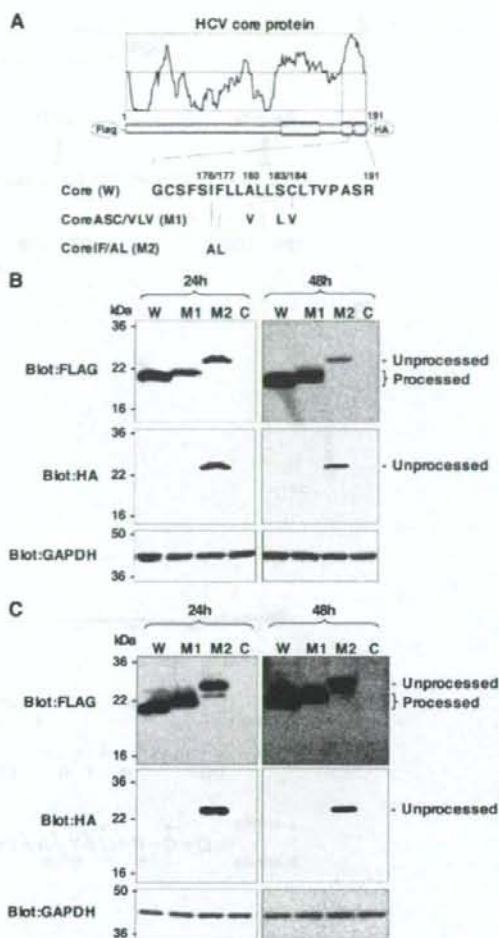 A
HCV core protein
1
191
Flag
HA
176/177 180 183/184 191
Core (W) GCSFSIFLLALLSCLTVPASR
CoreASC/VLV (M1) V L V
CoreIF/AL (M2) AL
B
24h 48h
kDa W M1 M2 C W M1 M2 C
36 -
Blot:FLAG 22 - - Unprocessed
} Processed
16 -
36 -
Blot:HA 22 - - Unprocessed
16 -
50 -
Blot:GAPDH
36 -
C
24h 48h
kDa W M1 M2 C W M1 M2 C
36 -
- Unprocessed
Blot:FLAG 22 - } Processed
16 -
36 -
Blot:HA 22 - - Unprocessed
16 -
50 -
Blot:GAPDH
36 -